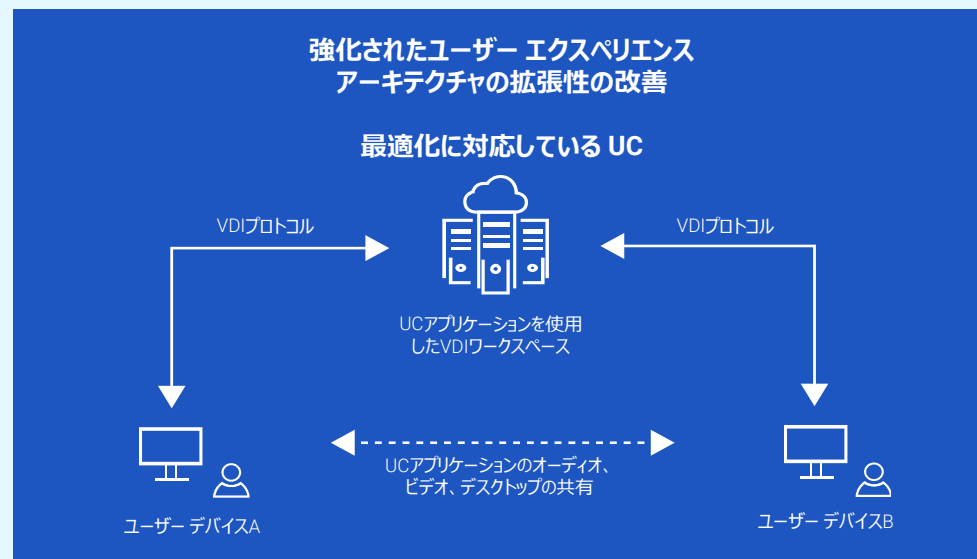 強化されたユーザー エクスペリエンス
アーキテクチャの拡張性の改善
最適化に対応している UC
VDIプロトコル
VDIプロトコル
UCアプリケーションを使用
したVDIワークスペース
UCアプリケーションのオーディオ、
ビデオ、デスクトップの共有
ユーザー デバイスA
ユーザー デバイスB